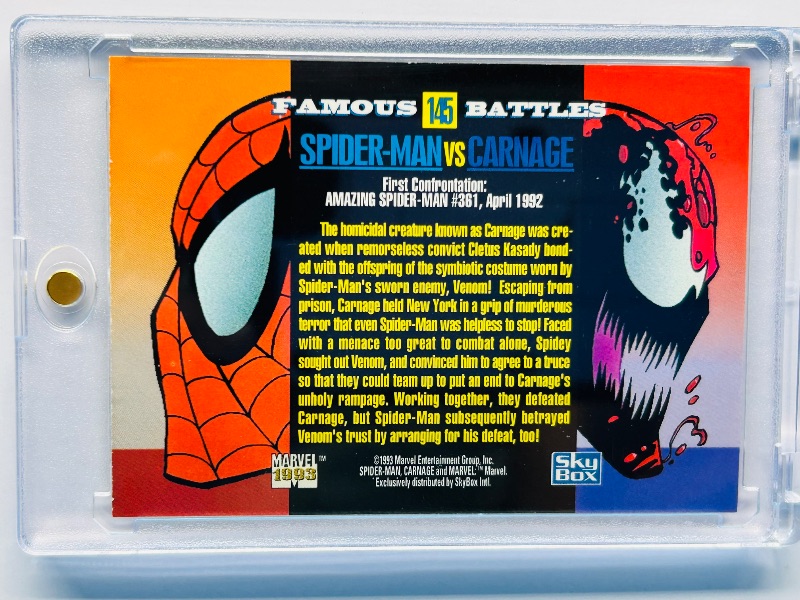 FAMOUS 145 BATTLES
SPIDER-MAN VS CARNAGE
First Confrontation:
AMAZING SPIDER-MAN #361, April 1992
The homicidal creature known as Carnage was cre-
ated when remorseless convict Cletus Kasady bond-
ed with the offspring of the symbiotic costume worn by
Spider-Man's sworn enemy, Venom! Escaping from
prison, Carnage held New York in a grip of murderous
terror that even Spider-Man was helpless to stop! Faced
with a menace too great to combat alone, Spidey
sought out Venom, and convinced him to agree to a truce
so that they could team up to put an end to Carnage's
unholy rampage. Working together, they defeated
Carnage, but Spider-Man subsequently betrayed
Venom's trust by arranging for his defeat, too!
MARVEL™
1993
©1993 Marvel Entertainment Group, Inc.
SPIDER-MAN, CARNAGE and MARVEL: ™ Marvel.
Exclusively distributed by SkyBox Intl.
SKY
BOX